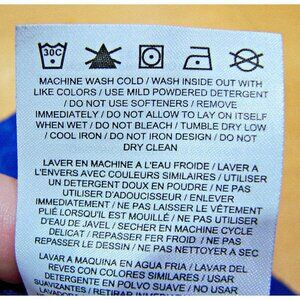 30C
MACHINE WASH COLD / WASH INSIDE OUT WITH
LIKE COLORS / USE MILD POWDERED DETERGENT
/ DO NOT USE SOFTENERS / REMOVE
IMMEDIATELY / DO NOT ALLOW TO LAY ON ITSELF
WHEN WET / DO NOT BLEACH / TUMBLE DRY LOW
/ COOL IRON / DO NOT IRON DESIGN / DO NOT
DRY CLEAN
LAVER EN MACHINE A L'EAU FROIDE / LAVER A
L'ENVERS AVEC COULEURS SIMILAIRES / UTILISER
UN DETERGENT DOUX EN POUDRE / NE PAS
UTILISER D'ADOUCISEUR / ENLEVER
IMMEDIATEMENT / NE PAS LAISSER LE VÊTEMENT
PLIÉ LORSQU'IL EST MOUILLÉ / NE PAS UTILISER
D'EAU DE JAVEL / SECHER EN MACHINE CYCLE
DELICAT / REPASSER FER FROID / NE PAS
REPASSER LE DESSIN / NE PAS NETTOYER A SEC
LAVAR A MAQUINA EN AGUA FRIA / LAVAR DEL
REVES CON COLORES SIMILARES / USAR
DETERGENTE EN POLVO SUAVE / NO USAR
SUAVIZANTES / RETIRAR